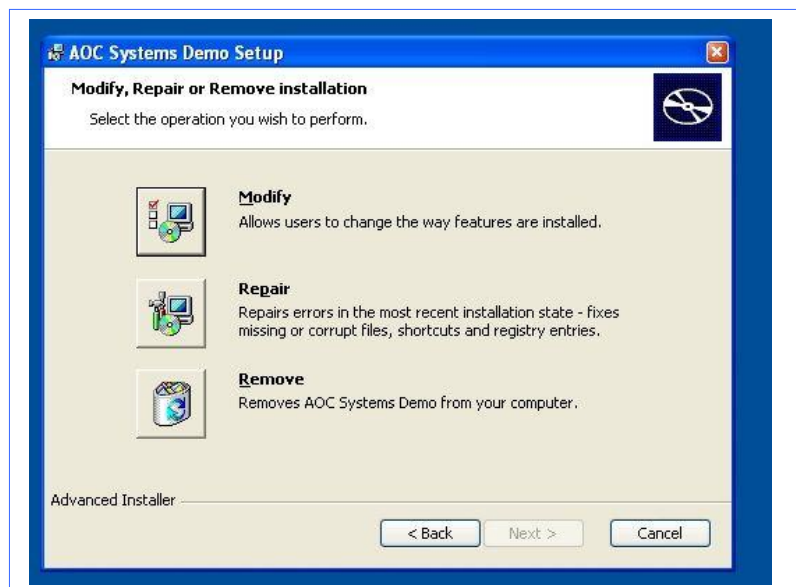 AOC Systems Demo Setup
Modify, Repair or Remove installation
Select the operation you wish to perform.
Modify
Allows users to change the way features are installed.
Repair
Repairs errors in the most recent installation state - fixes
missing or corrupt files, shortcuts and registry entries.
Remove
Removes AOC Systems Demo from your computer.
Advanced Installer
< Back Next > Cancel